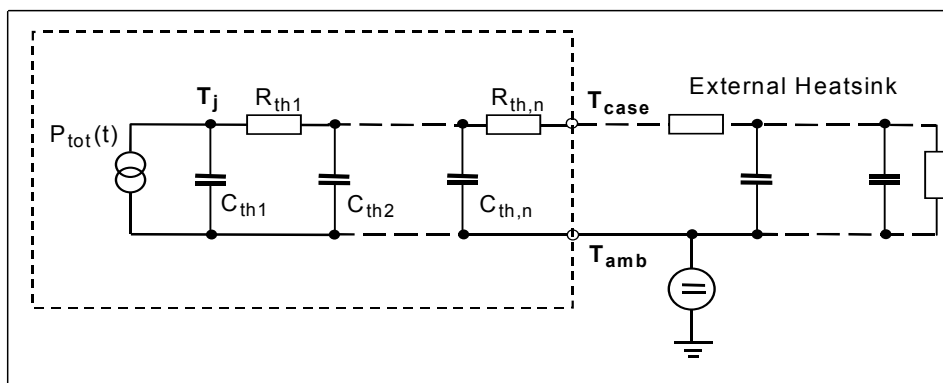 External Heatsink
T_j
R_th1
R_th,n
T_case
P_tot(t)
C_th1
C_th2
C_th,n
T_amb